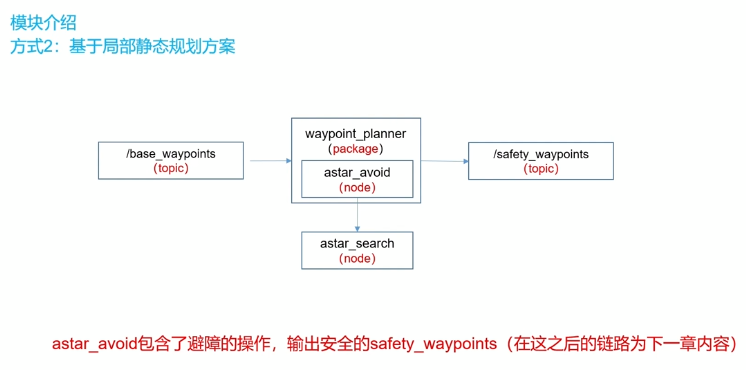 模块介绍
方式2：基于局部静态规划方案
waypoint_planner
（package）
/base_waypoints
（topic）
astar_avoid
（node）
/safety_waypoints
（topic）
astar_search
（node）
astar_avoid包含了避障的操作，输出安全的safety_waypoints（在这之后的链路为下一章内容）